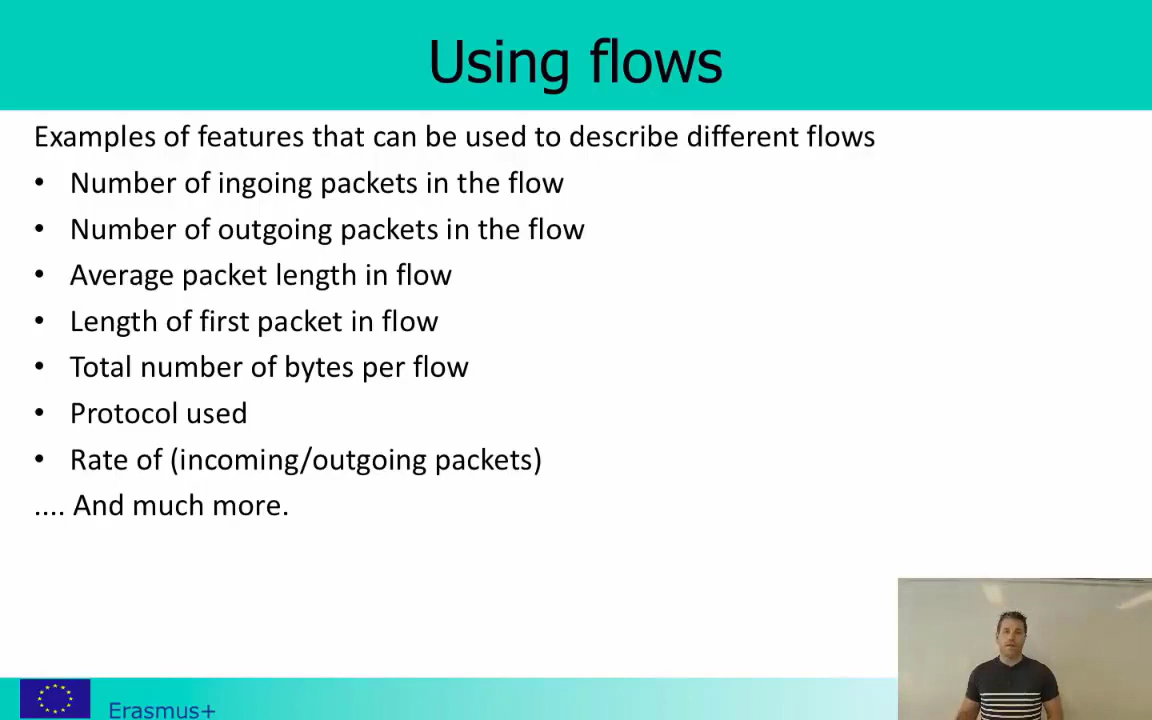 Using flows
Examples of features that can be used to describe different flows
• Number of ingoing packets in the flow
• Number of outgoing packets in the flow
• Average packet length in flow
• Length of first packet in flow
• Total number of bytes per flow
• Protocol used
• Rate of (incoming/outgoing packets)
.... And much more.
Erasmus+